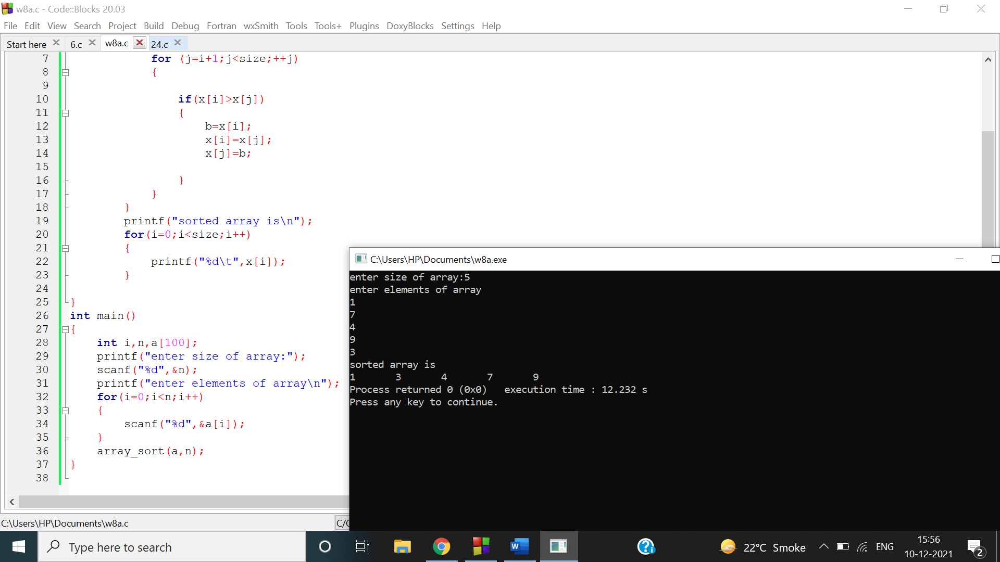 w8a.c - Code::Blocks 20.03
File Edit View Search Project Build Debug Fortran wxSmith Tools Tools+ Plugins DoxyBlocks Settings Help
Start here 6.c w8a.c 24.c
7 for (j=i+1;j<size;++j)
8 {
9
10 if(x[i]>x[j])
11 {
12 b=x[i];
13 x[i]=x[j];
14 x[j]=b;
15
16 }
17 }
18 }
19 printf("sorted array is\n");
20 for(i=0;i<size;i++)
21 {
22 printf("%d\t",x[i]);
23 }
24
25 }
26 int main()
27 {
28 int i,n,a[100];
29 printf("enter size of array:");
30 scanf("%d",&n);
31 printf("enter elements of array\n");
32 for(i=0;i<n;i++)
33 {
34 scanf("%d",&a[i]);
35 }
36 array_sort(a,n);
37 }
38
C:\Users\HP\Documents\w8a.exe
enter size of array:5
enter elements of array
1
7
4
9
3
sorted array is
1 3 4 7 9
Process returned 0 (0x0) execution time : 12.232 s
Press any key to continue.
C:\Users\HP\Documents\w8a.c C/
Type here to search
W
22°C Smoke
ENG
15:56
10-12-2021
2